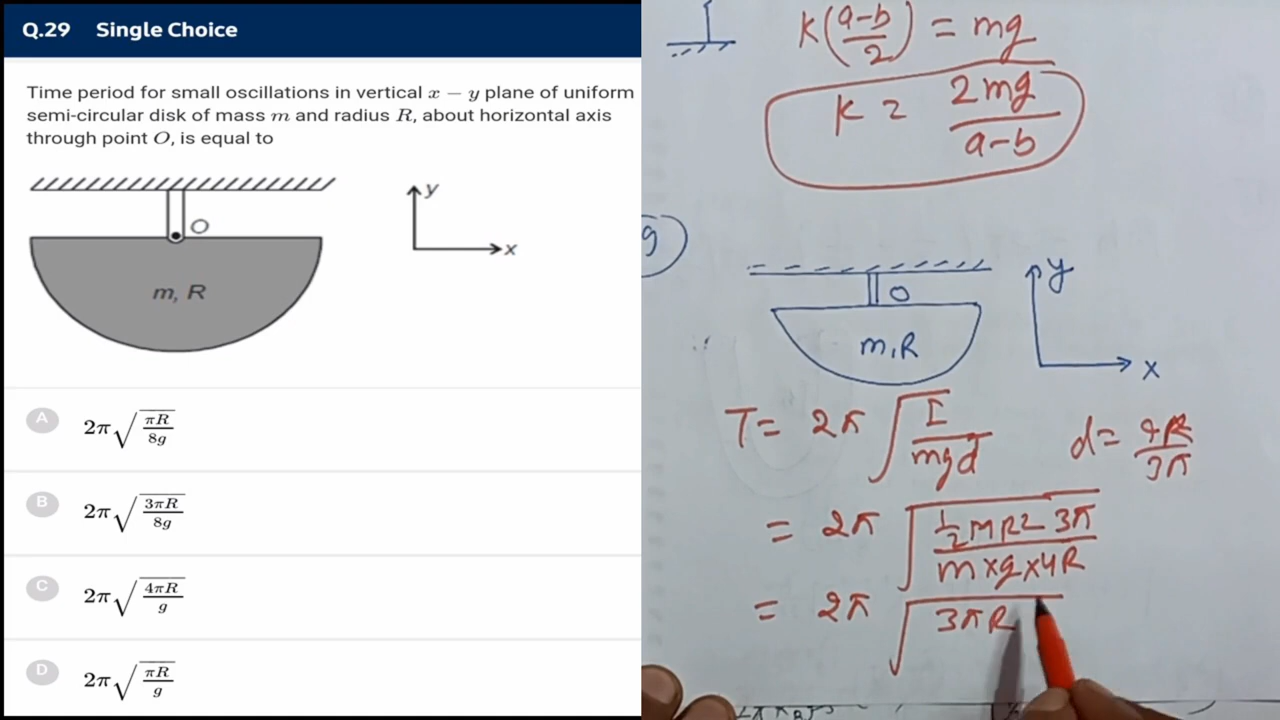 Q.29 Single Choice
Time period for small oscillations in vertical x − y plane of uniform
semi-circular disk of mass m and radius R, about horizontal axis
through point O, is equal to
O
y
x
m, R
A 2π√(πR/8g)
B 2π√(3πR/8g)
C 2π√(4πR/g)
D 2π√(πR/g)
K((a-b)/2) = mg
K = 2mg/(a-b)
9)
O
y
x
m,R
T = 2π √(I/mgd) d = 4R/3π
= 2π √(½MR² 3π/(m×g×4R))
= 2π √(3πR